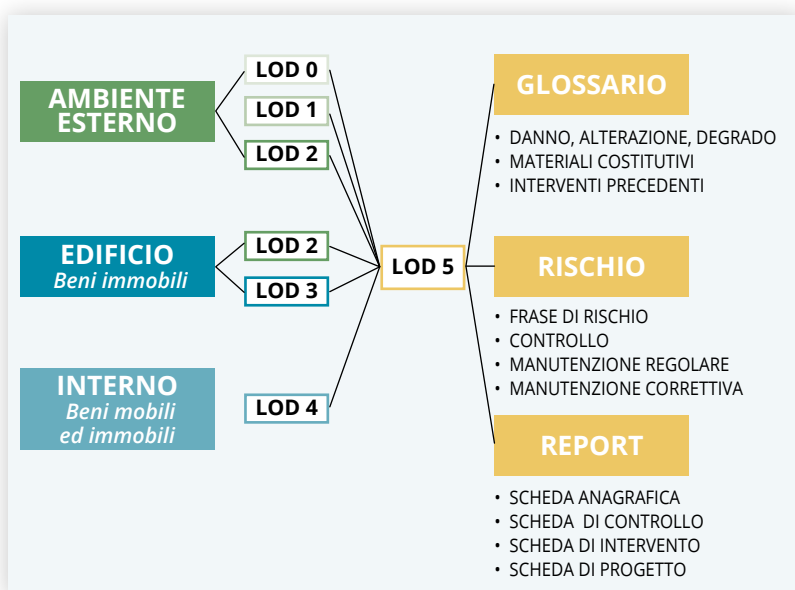 AMBIENTE
ESTERNO
LOD 0
LOD 1
LOD 2
EDIFICIO
Beni immobili
LOD 2
LOD 3
INTERNO
Beni mobili
ed immobili
LOD 4
LOD 5
GLOSSARIO
• DANNO, ALTERAZIONE, DEGRADO
• MATERIALI COSTITUTIVI
• INTERVENTI PRECEDENTI
RISCHIO
• FRASE DI RISCHIO
• CONTROLLO
• MANUTENZIONE REGOLARE
• MANUTENZIONE CORRETTIVA
REPORT
• SCHEDA ANAGRAFICA
• SCHEDA DI CONTROLLO
• SCHEDA DI INTERVENTO
• SCHEDA DI PROGETTO